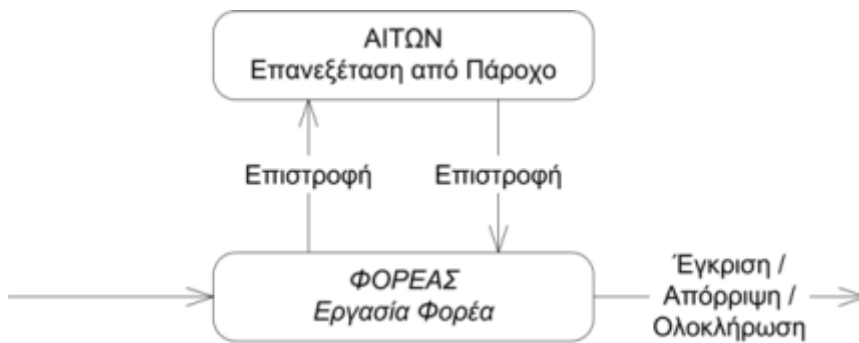 ΑΙΤΩΝ
Επανεξέταση από Πάροχο
Επιστροφή
Επιστροφή
ΦΟΡΕΑΣ
Εργασία Φορέα
Έγκριση /
Απόρριψη /
Ολοκλήρωση